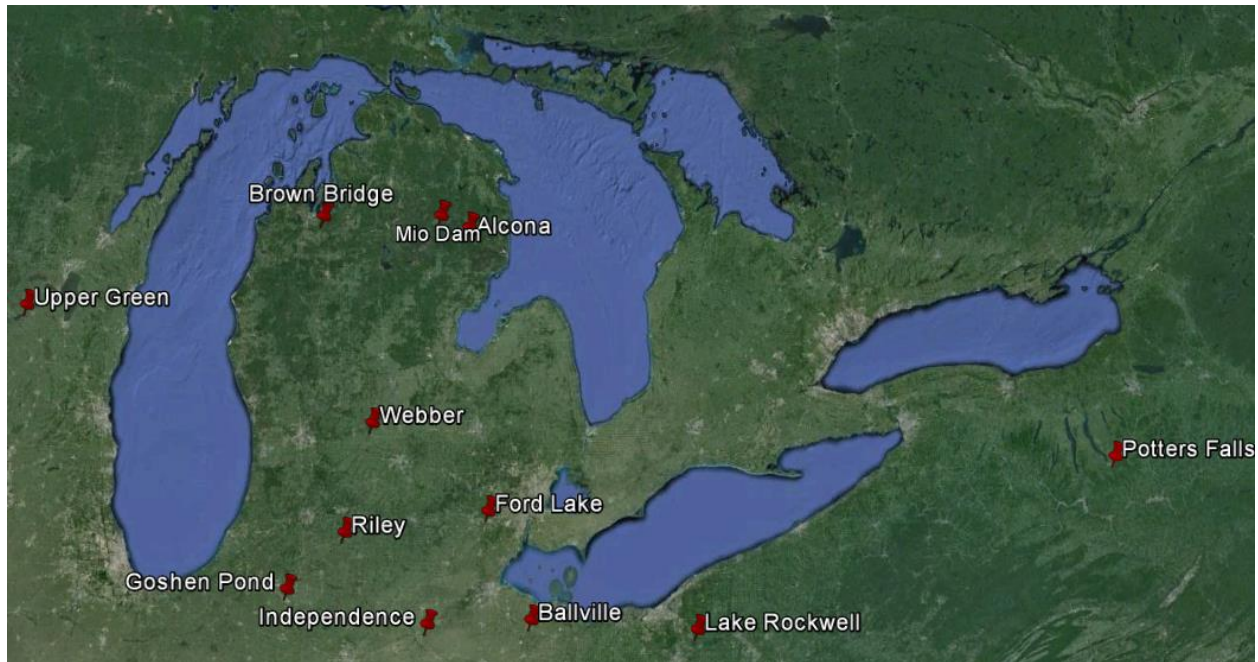 Brown Bridge
Mio Dam
Alcona
Upper Green
Webber
Potters Falls
Ford Lake
Riley
Goshen Pond
Independence
Ballville
Lake Rockwell